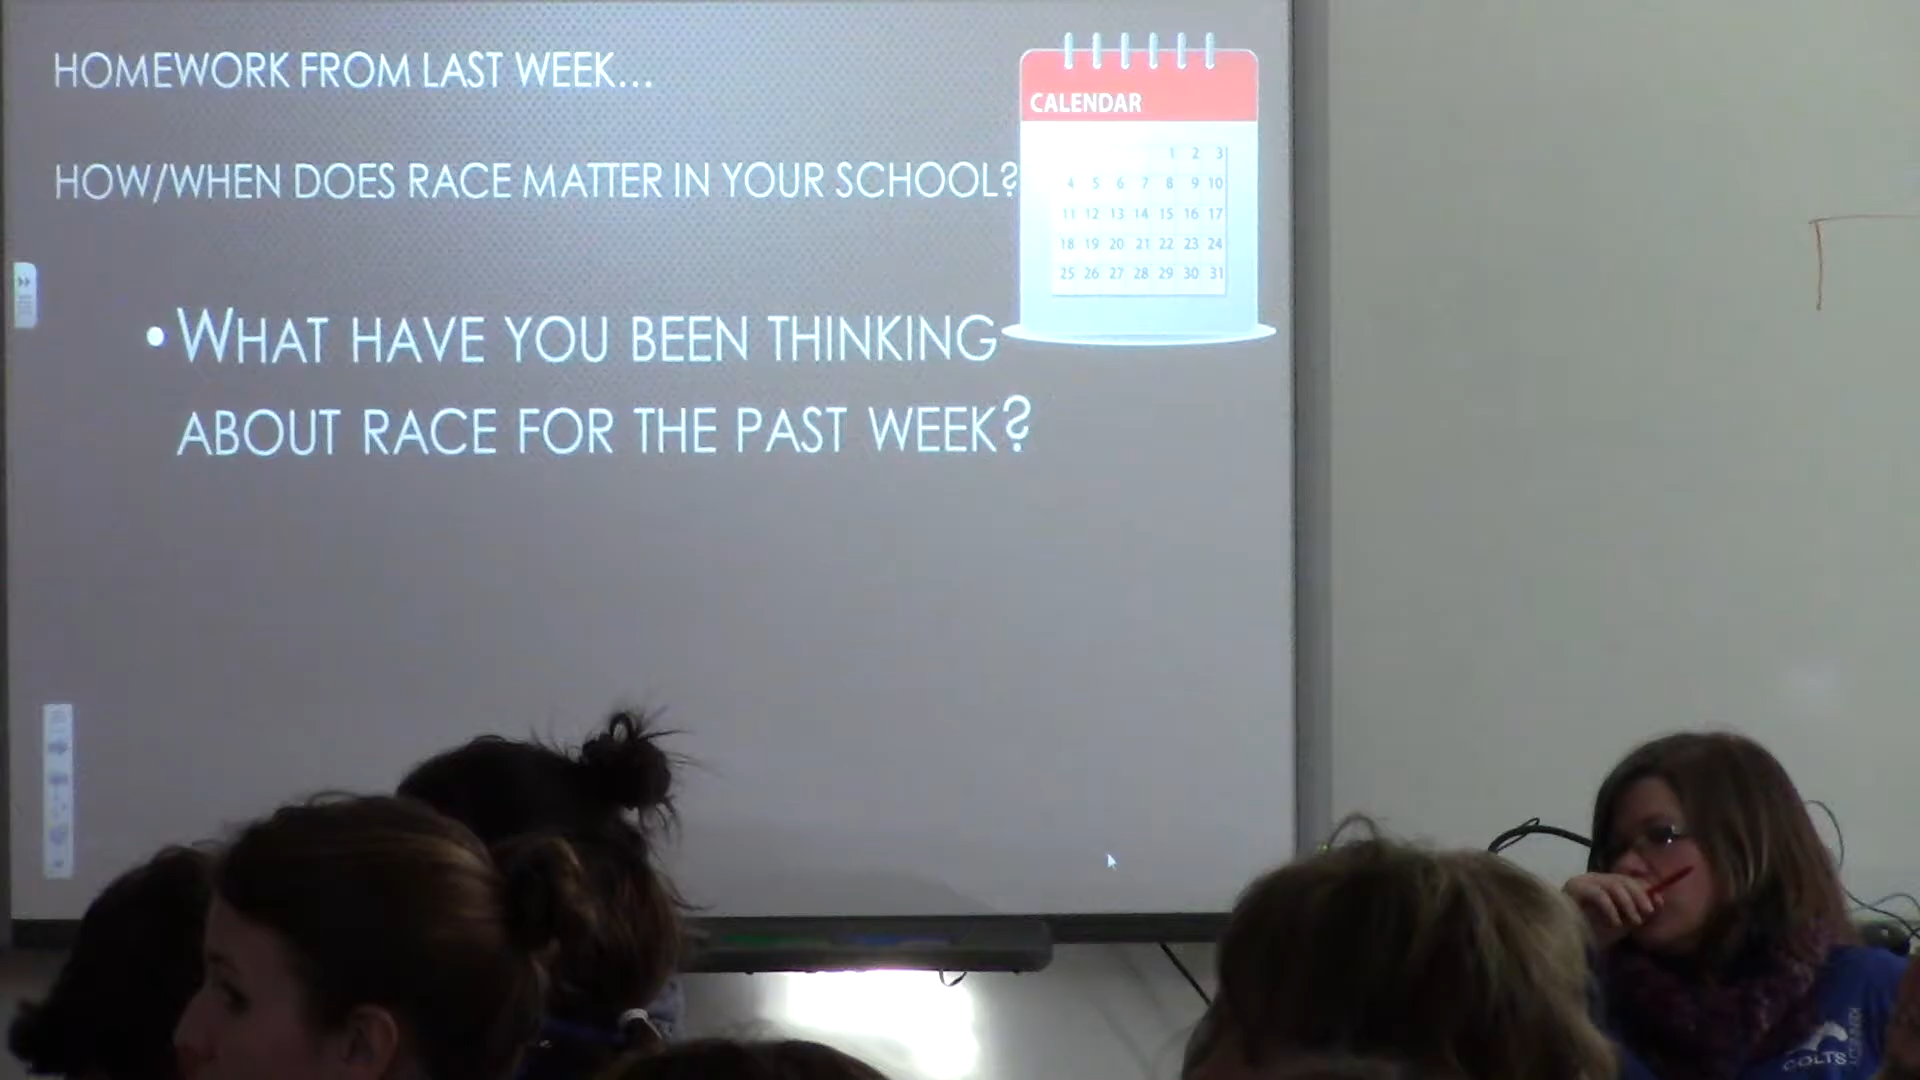 HOMEWORK FROM LAST WEEK...
HOW/WHEN DOES RACE MATTER IN YOUR SCHOOL?
CALENDAR
1 2 3
4 5 6 7 8 9 10
11 12 13 14 15 16 17
18 19 20 21 22 23 24
25 26 27 28 29 30 31
• WHAT HAVE YOU BEEN THINKING
ABOUT RACE FOR THE PAST WEEK?
COLTS